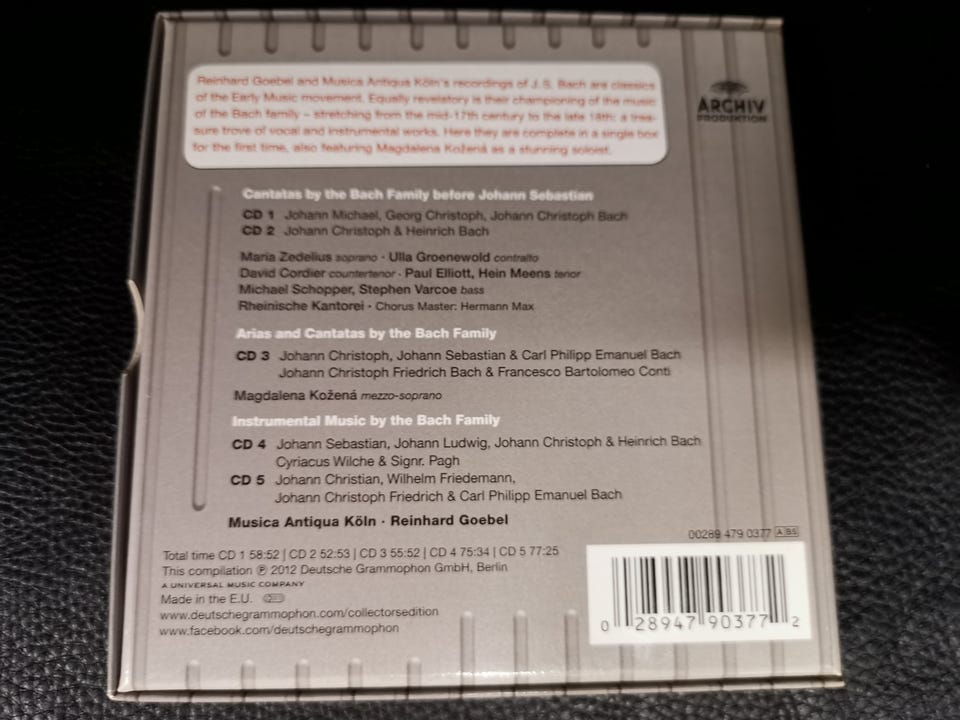 Reinhard Goebel and Musica Antiqua Köln's recordings of J. S. Bach are classics
of the Early Music movement. Equally revelatory is their championing of the music
of the Bach family – stretching from the mid-17th century to the late 18th: a trea-
sure trove of vocal and instrumental works. Here they are complete in a single box
for the first time, also featuring Magdalena Kožená as a stunning soloist.
ARCHIV
PRODUKTION
Cantatas by the Bach Family before Johann Sebastian
CD 1 Johann Michael, Georg Christoph, Johann Christoph Bach
CD 2 Johann Christoph & Heinrich Bach
Maria Zedelius soprano · Ulla Groenewold contralto
David Cordier countertenor · Paul Elliott, Hein Meens tenor
Michael Schopper, Stephen Varcoe bass
Rheinische Kantorei · Chorus Master: Hermann Max
Arias and Cantatas by the Bach Family
CD 3 Johann Christoph, Johann Sebastian & Carl Philipp Emanuel Bach
Johann Christoph Friedrich Bach & Francesco Bartolomeo Conti
Magdalena Kožená mezzo-soprano
Instrumental Music by the Bach Family
CD 4 Johann Sebastian, Johann Ludwig, Johann Christoph & Heinrich Bach
Cyriacus Wilche & Signr. Pagh
CD 5 Johann Christian, Wilhelm Friedemann,
Johann Christoph Friedrich & Carl Philipp Emanuel Bach
Musica Antiqua Köln · Reinhard Goebel
00289 479 0377 A B5
Total time CD 1 58:52 | CD 2 52:53 | CD 3 55:52 | CD 4 75:34 | CD 5 77:25
This compilation ℗ 2012 Deutsche Grammophon GmbH, Berlin
A UNIVERSAL MUSIC COMPANY
Made in the E.U.
www.deutschegrammophon.com/collectorsedition
www.facebook.com/deutschegrammophon
0 28947 90377 2